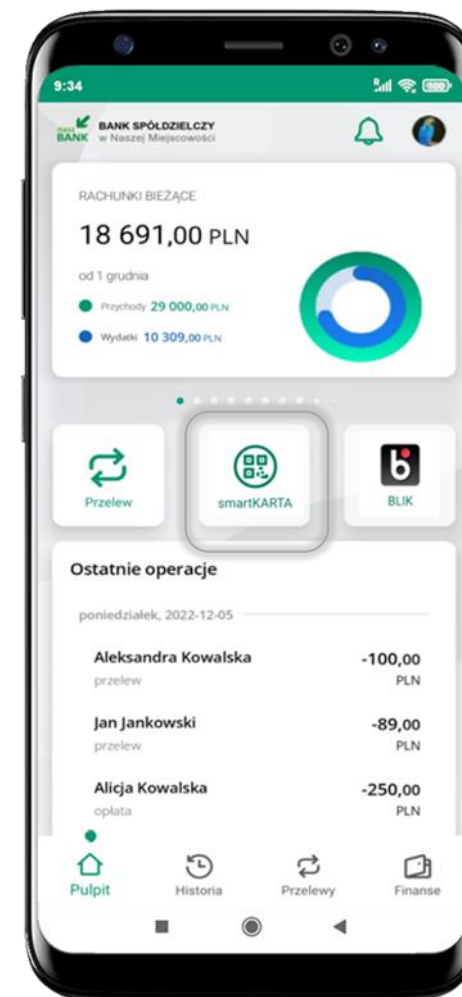 9:34
nasz BANK
BANK SPÓŁDZIELCZY
w Naszej Miejscowości
RACHUNKI BIEŻĄCE
18 691,00 PLN
od 1 grudnia
Przychody 29 000,00 PLN
Wydatki 10 309,00 PLN
Przelew
smartKARTA
BLIK
Ostatnie operacje
poniedziałek, 2022-12-05
Aleksandra Kowalska -100,00
przelew PLN
Jan Jankowski -89,00
przelew PLN
Alicja Kowalska -250,00
opłata PLN
Pulpit
Historia
Przelewy
Finanse